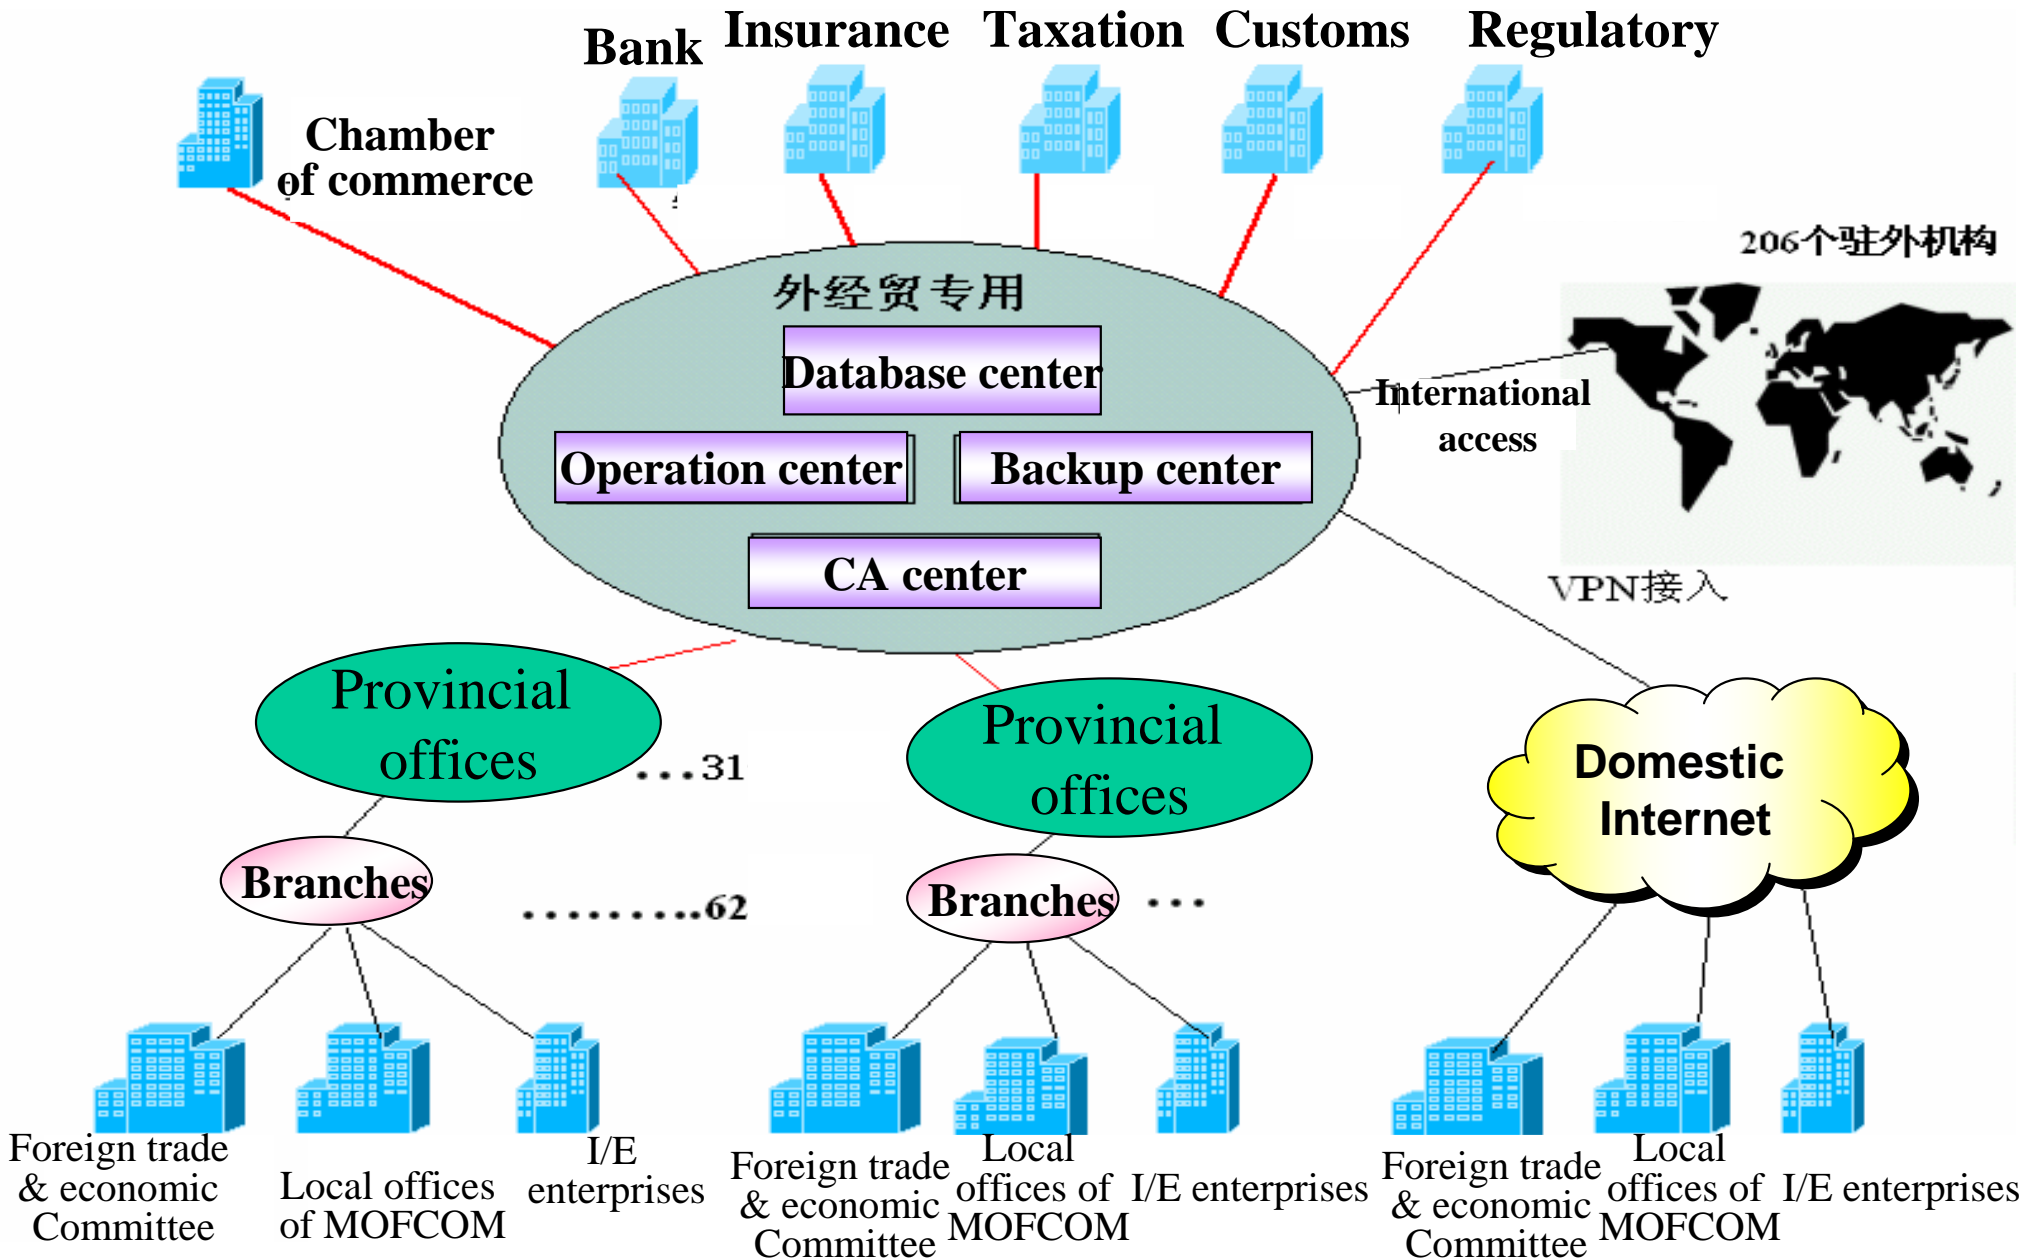 Bank
Insurance
Taxation
Customs
Regulatory
Chamber
of commerce
206个驻外机构
外经贸专用
Database center
International
access
Operation center
Backup center
CA center
VPN接入
Provincial
offices
...31
Provincial
offices
Domestic
Internet
Branches
.........62
Branches
...
Foreign trade
& economic
Committee
Local offices
of MOFCOM
I/E
enterprises
Foreign trade
& economic
Committee
Local
offices of
MOFCOM
I/E enterprises
Foreign trade
& economic
Committee
Local
offices of
MOFCOM
I/E enterprises